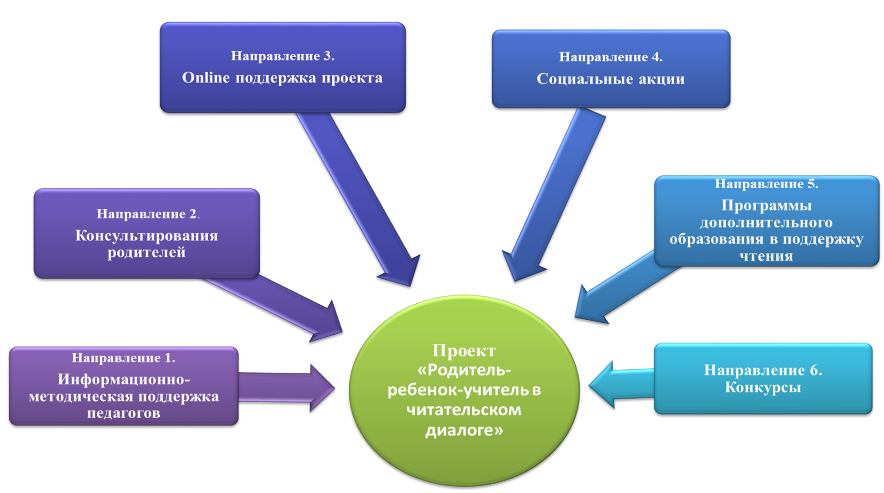 Направление 3.
Online поддержка проекта
Направление 4.
Социальные акции
Направление 2.
Консультирования
родителей
Направление 5.
Программы
дополнительного
образования в поддержку
чтения
Направление 1.
Информационно-
методическая поддержка
педагогов
Проект
«Родитель-
ребенок-учитель в
читательском
диалоге»
Направление 6.
Конкурсы